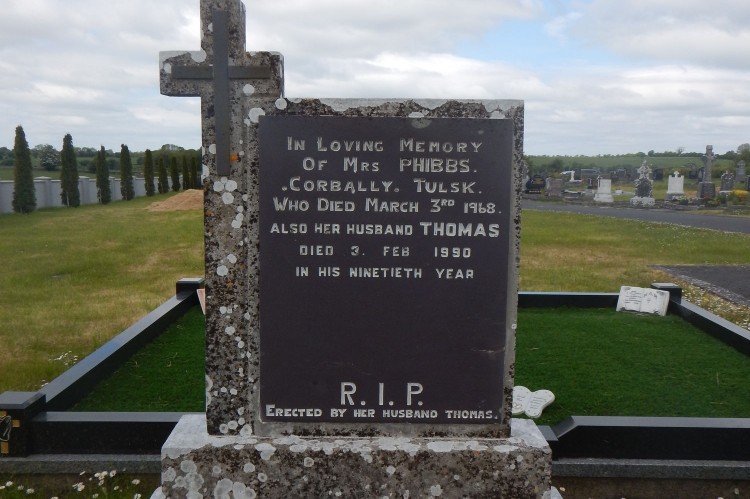 In Loving Memory
Of Mrs PHIBBS.
.Corbally. Tulsk.
Who Died March 3RD 1968.
also her husband THOMAS
died 3. Feb 1990
in his ninetieth year
R.I.P.
Erected by her husband Thomas.